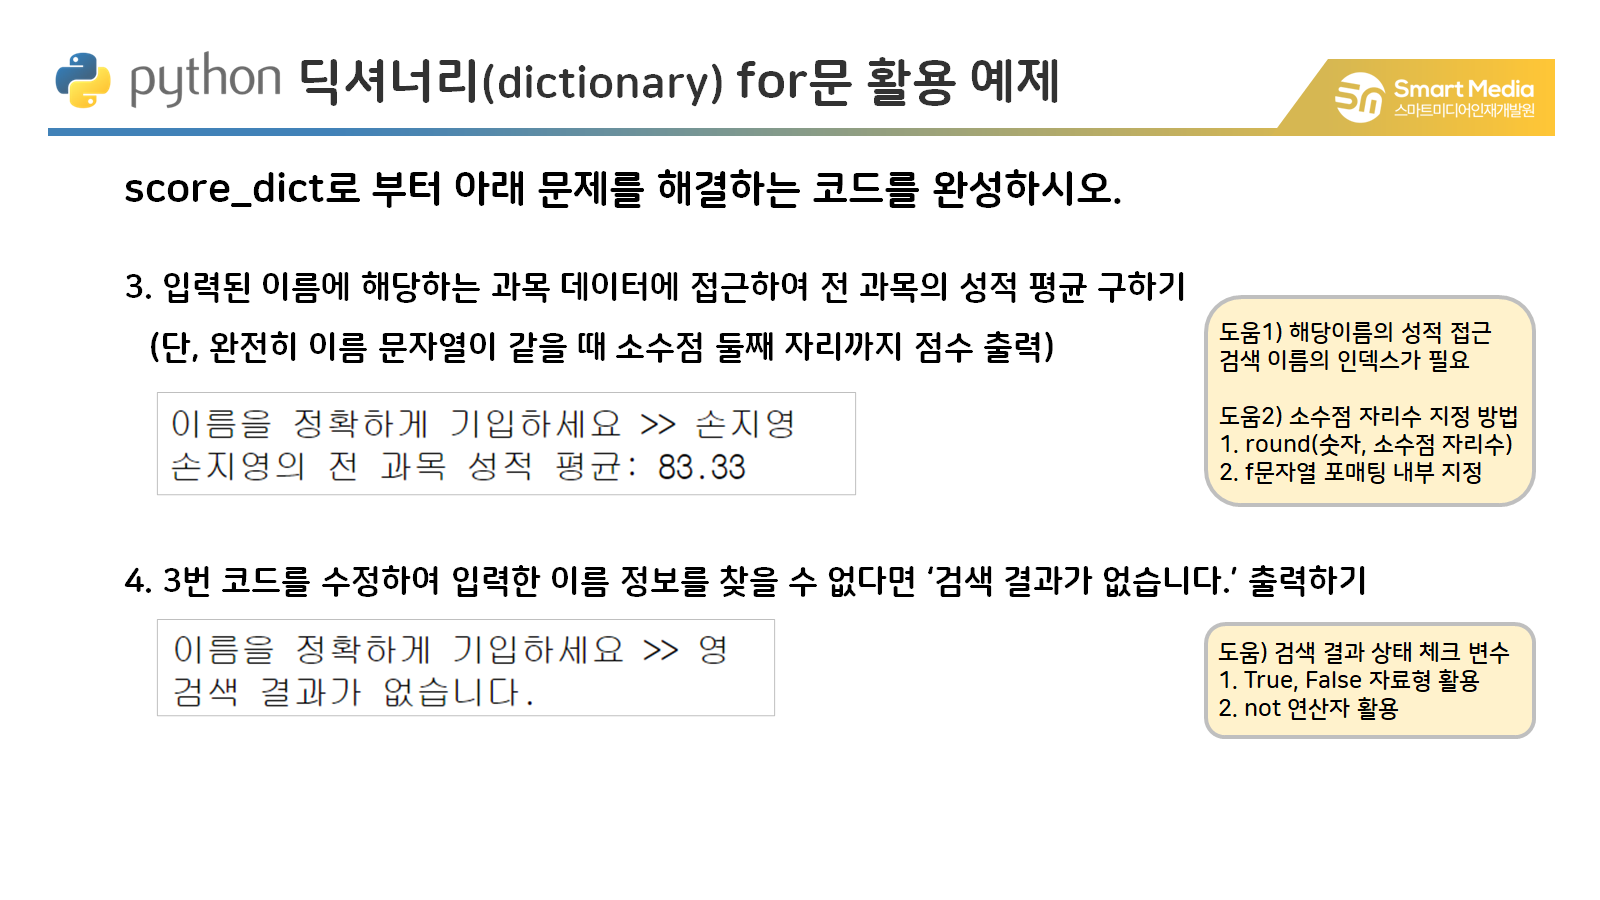 python 딕셔너리(dictionary) for문 활용 예제
Smart Media
스마트미디어인재개발원
score_dict로 부터 아래 문제를 해결하는 코드를 완성하시오.
3. 입력된 이름에 해당하는 과목 데이터에 접근하여 전 과목의 성적 평균 구하기
(단, 완전히 이름 문자열이 같을 때 소수점 둘째 자리까지 점수 출력)
이름을 정확하게 기입하세요 >> 손지영
손지영의 전 과목 성적 평균: 83.33
도움1) 해당이름의 성적 접근
검색 이름의 인덱스가 필요
도움2) 소수점 자리수 지정 방법
1. round(숫자, 소수점 자리수)
2. f문자열 포매팅 내부 지정
4. 3번 코드를 수정하여 입력한 이름 정보를 찾을 수 없다면 ‘검색 결과가 없습니다.’ 출력하기
이름을 정확하게 기입하세요 >> 영
검색 결과가 없습니다.
도움) 검색 결과 상태 체크 변수
1. True, False 자료형 활용
2. not 연산자 활용